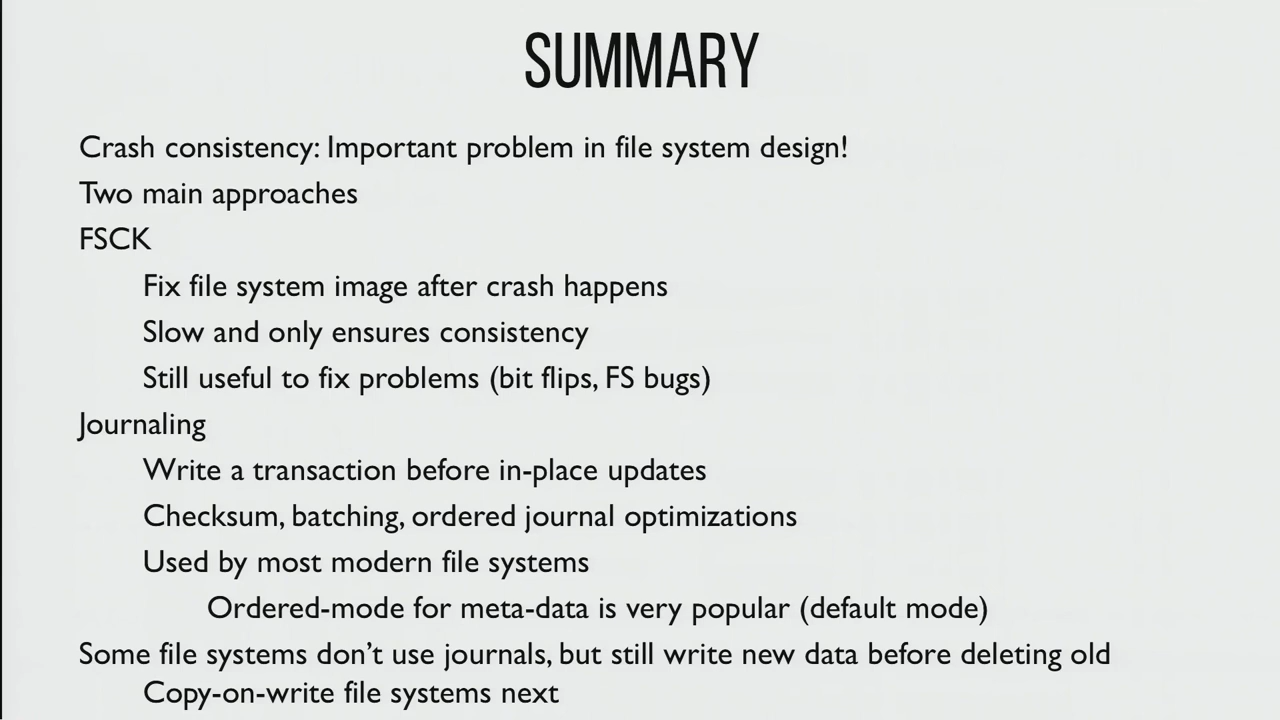 SUMMARY
Crash consistency: Important problem in file system design!
Two main approaches
FSCK
Fix file system image after crash happens
Slow and only ensures consistency
Still useful to fix problems (bit flips, FS bugs)
Journaling
Write a transaction before in-place updates
Checksum, batching, ordered journal optimizations
Used by most modern file systems
Ordered-mode for meta-data is very popular (default mode)
Some file systems don’t use journals, but still write new data before deleting old
Copy-on-write file systems next